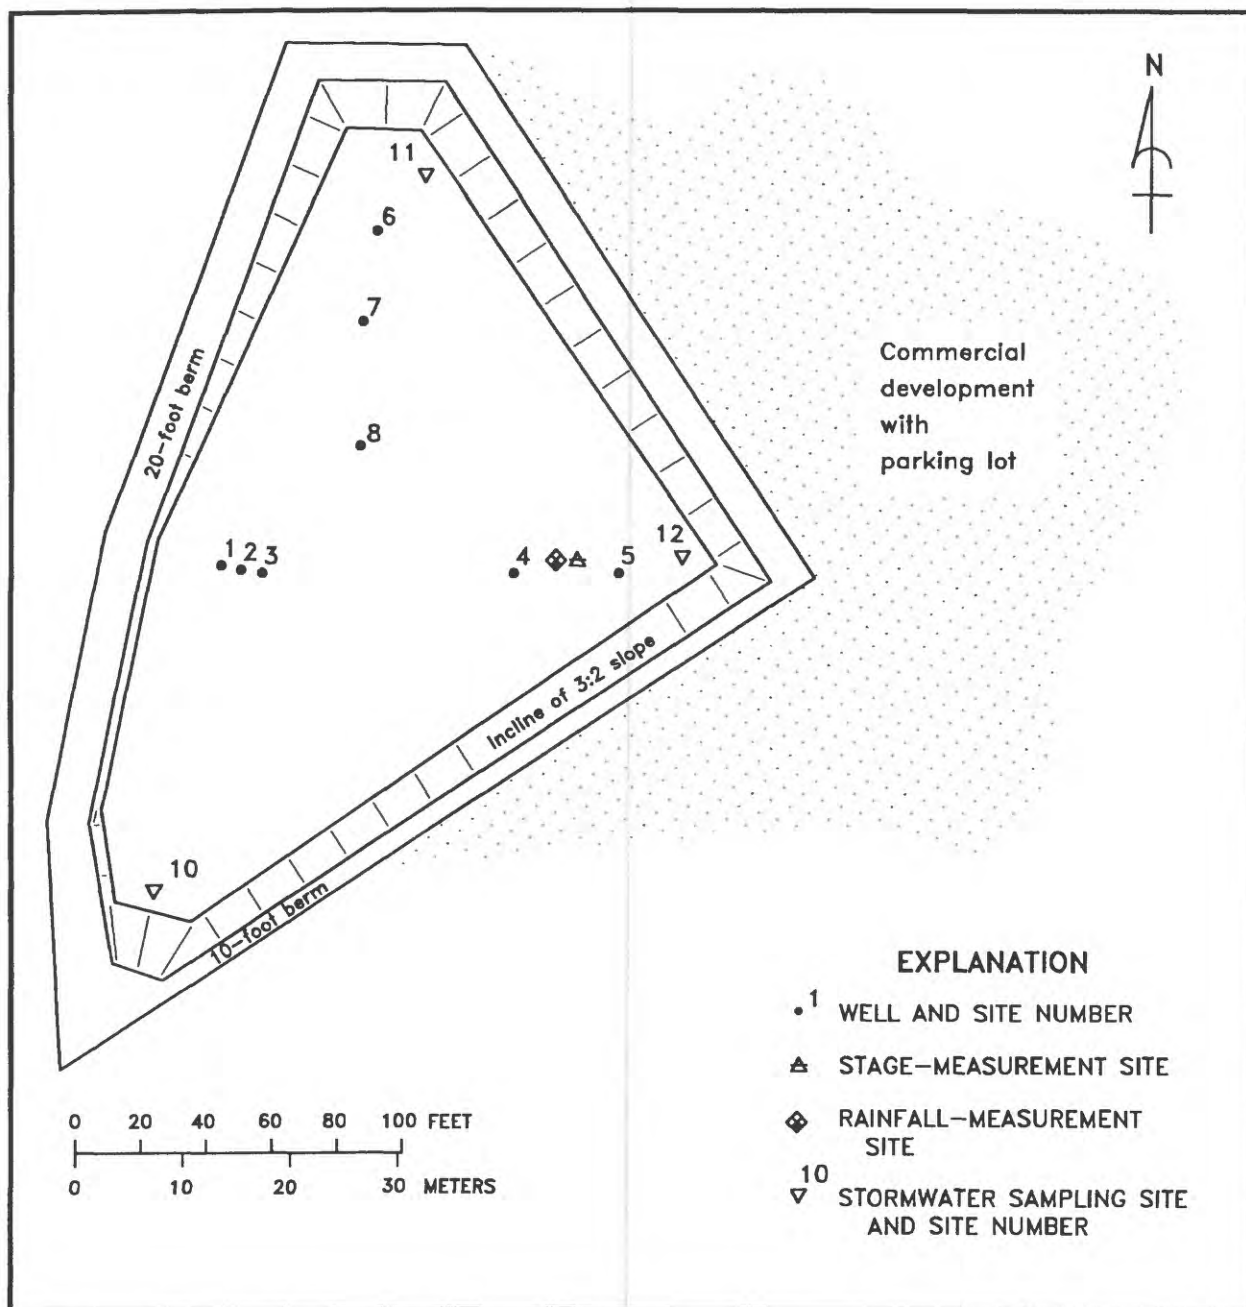 N
11
6
7
20-foot berm
Commercial
development
with
parking lot
8
1 2 3
4
5
12
Incline of 3:2 slope
10
10-foot berm
EXPLANATION
1 WELL AND SITE NUMBER
STAGE-MEASUREMENT SITE
RAINFALL-MEASUREMENT
SITE
10
STORMWATER SAMPLING SITE
AND SITE NUMBER
0 20 40 60 80 100 FEET
0 10 20 30 METERS